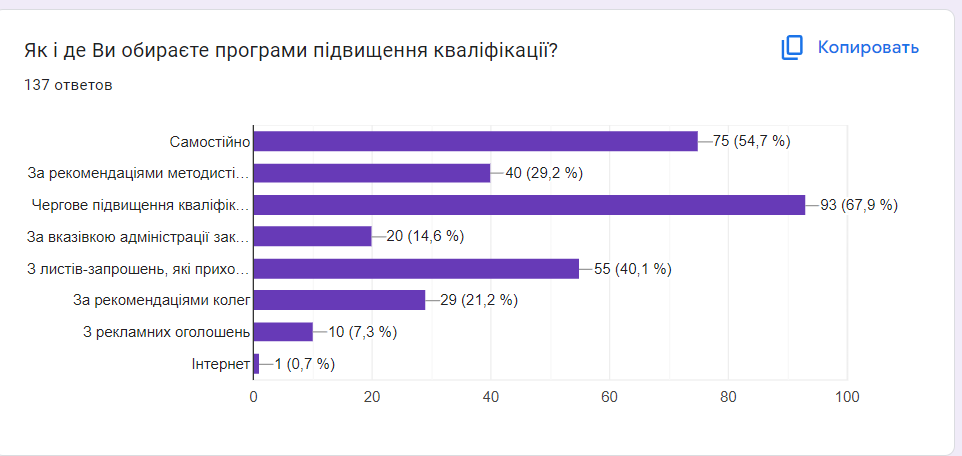 Як і де Ви обираєте програми підвищення кваліфікації?
Копировать
137 ответов
Самостійно 75 (54,7 %)
За рекомендаціями методисті... 40 (29,2 %)
Чергове підвищення кваліфік... 93 (67,9 %)
За вказівкою адміністрації зак... 20 (14,6 %)
З листів-запрошень, які прихо... 55 (40,1 %)
За рекомендаціями колег 29 (21,2 %)
З рекламних оголошень 10 (7,3 %)
Інтернет 1 (0,7 %)
0 20 40 60 80 100